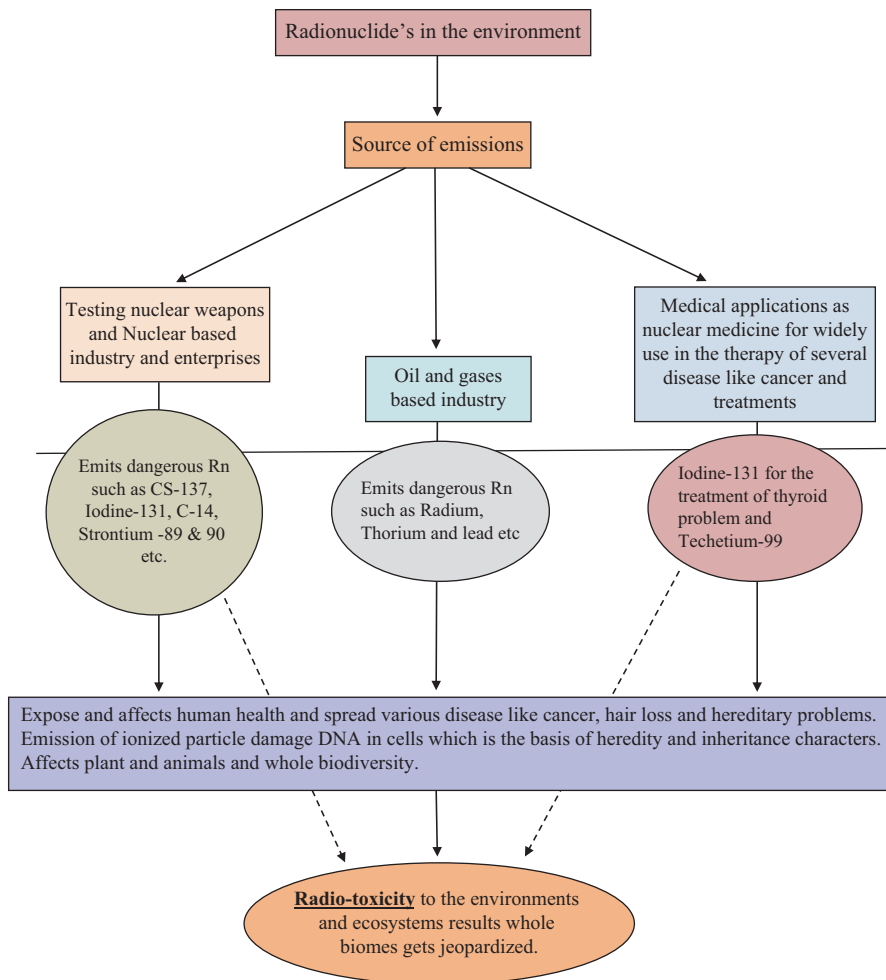 Radionuclide's in the environment
Source of emissions
Testing nuclear weapons
and Nuclear based
industry and enterprises
Oil and gases
based industry
Medical applications as
nuclear medicine for widely
use in the therapy of several
disease like cancer and
treatments
Emits dangerous Rn
such as CS-137,
Iodine-131, C-14,
Strontium -89 & 90
etc.
Emits dangerous Rn
such as Radium,
Thorium and lead etc
Iodine-131 for the
treatment of thyroid
problem and
Techetium-99
Expose and affects human health and spread various disease like cancer, hair loss and hereditary problems.
Emission of ionized particle damage DNA in cells which is the basis of heredity and inheritance characters.
Affects plant and animals and whole biodiversity.
Radio-toxicity to the environments
and ecosystems results whole
biomes gets jeopardized.